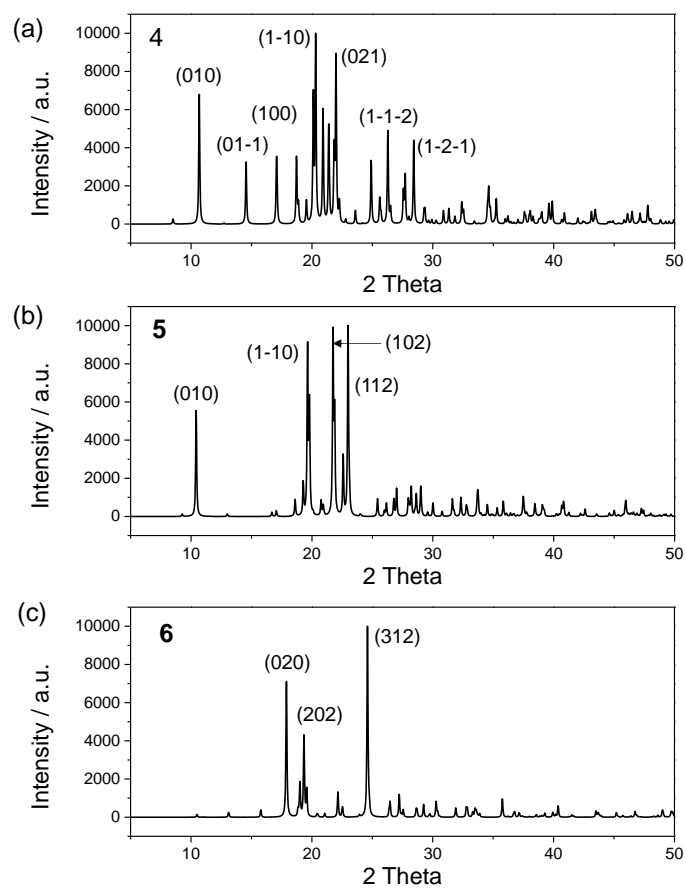 (a)
4
Intensity / a.u.
10000
8000
6000
4000
2000
0
(010)
(01-1)
(100)
(1-10)
(021)
(1-1-2)
(1-2-1)
10 20 30 40 50
2 Theta
(b)
5
Intensity / a.u.
10000
8000
6000
4000
2000
0
(010)
(1-10)
(102)
(112)
10 20 30 40 50
2 Theta
(c)
6
Intensity / a.u.
10000
8000
6000
4000
2000
0
(020)
(202)
(312)
10 20 30 40 50
2 Theta